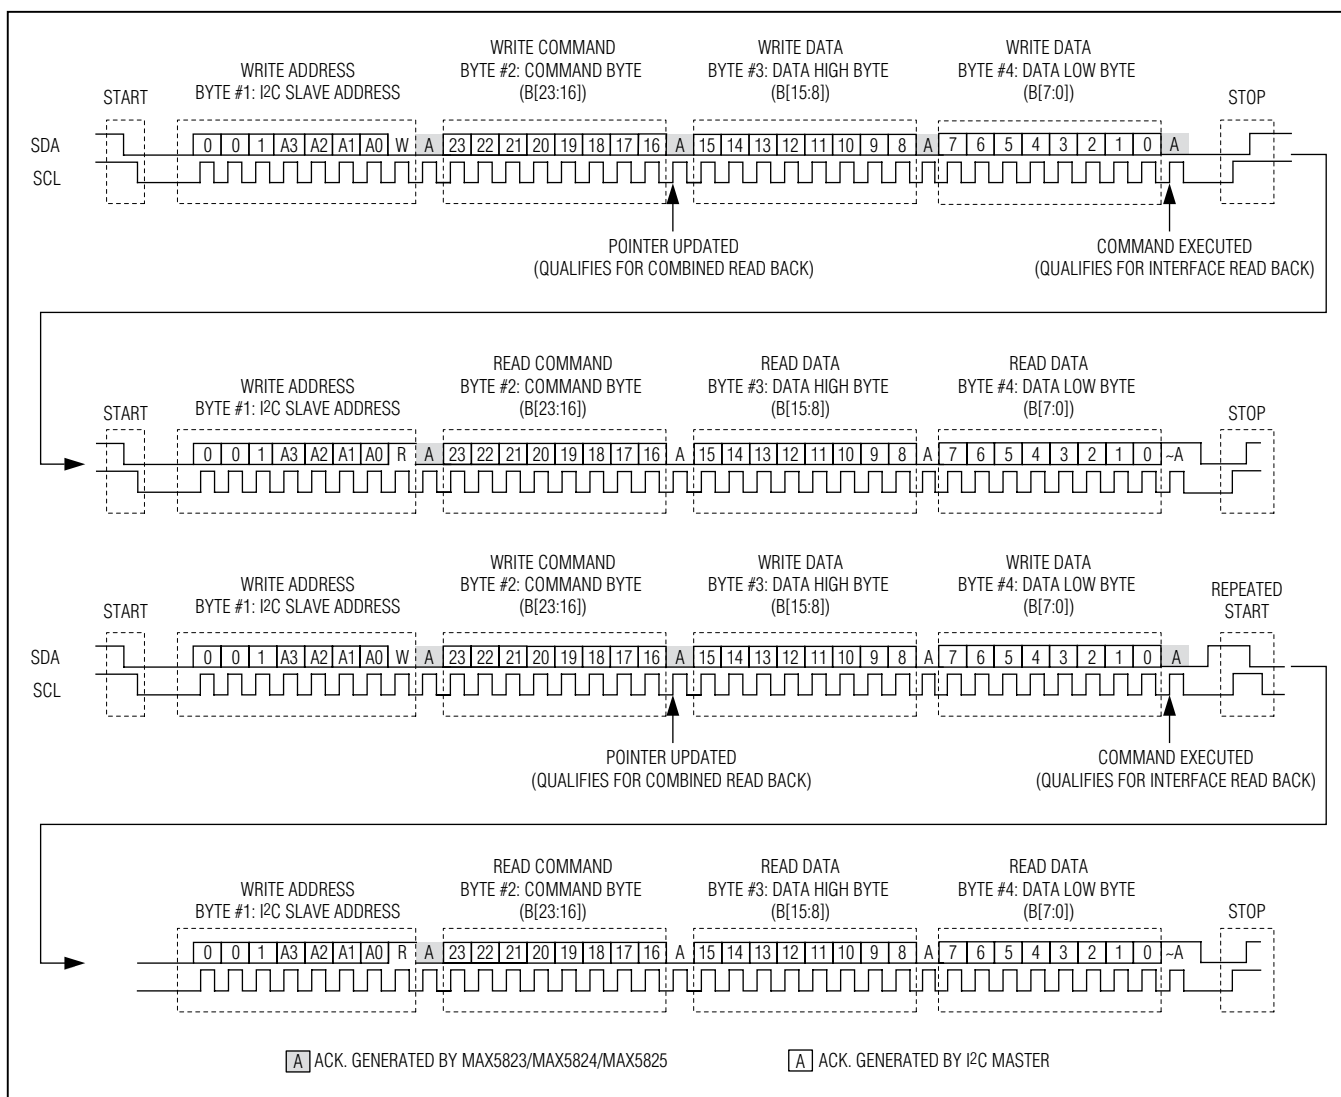 WRITE COMMAND
BYTE #2: COMMAND BYTE
(B[23:16])
WRITE DATA
BYTE #3: DATA HIGH BYTE
(B[15:8])
WRITE DATA
BYTE #4: DATA LOW BYTE
(B[7:0])
WRITE ADDRESS
BYTE #1: I2C SLAVE ADDRESS
START
STOP
SDA
0 0 1 A3 A2 A1 A0 W A 23 22 21 20 19 18 17 16 A 15 14 13 12 11 10 9 8 A 7 6 5 4 3 2 1 0 A
SCL
POINTER UPDATED
(QUALIFIES FOR COMBINED READ BACK)
COMMAND EXECUTED
(QUALIFIES FOR INTERFACE READ BACK)
READ COMMAND
BYTE #2: COMMAND BYTE
(B[23:16])
READ DATA
BYTE #3: DATA HIGH BYTE
(B[15:8])
READ DATA
BYTE #4: DATA LOW BYTE
(B[7:0])
WRITE ADDRESS
BYTE #1: I2C SLAVE ADDRESS
START
STOP
0 0 1 A3 A2 A1 A0 R A 23 22 21 20 19 18 17 16 A 15 14 13 12 11 10 9 8 A 7 6 5 4 3 2 1 0 ~A
WRITE COMMAND
BYTE #2: COMMAND BYTE
(B[23:16])
WRITE DATA
BYTE #3: DATA HIGH BYTE
(B[15:8])
WRITE DATA
BYTE #4: DATA LOW BYTE
(B[7:0])
WRITE ADDRESS
BYTE #1: I2C SLAVE ADDRESS
START
REPEATED
START
SDA
0 0 1 A3 A2 A1 A0 W A 23 22 21 20 19 18 17 16 A 15 14 13 12 11 10 9 8 A 7 6 5 4 3 2 1 0 A
SCL
POINTER UPDATED
(QUALIFIES FOR COMBINED READ BACK)
COMMAND EXECUTED
(QUALIFIES FOR INTERFACE READ BACK)
READ COMMAND
BYTE #2: COMMAND BYTE
(B[23:16])
READ DATA
BYTE #3: DATA HIGH BYTE
(B[15:8])
READ DATA
BYTE #4: DATA LOW BYTE
(B[7:0])
WRITE ADDRESS
BYTE #1: I2C SLAVE ADDRESS
STOP
0 0 1 A3 A2 A1 A0 R A 23 22 21 20 19 18 17 16 A 15 14 13 12 11 10 9 8 A 7 6 5 4 3 2 1 0 ~A
A ACK. GENERATED BY MAX5823/MAX5824/MAX5825
A ACK. GENERATED BY I2C MASTER